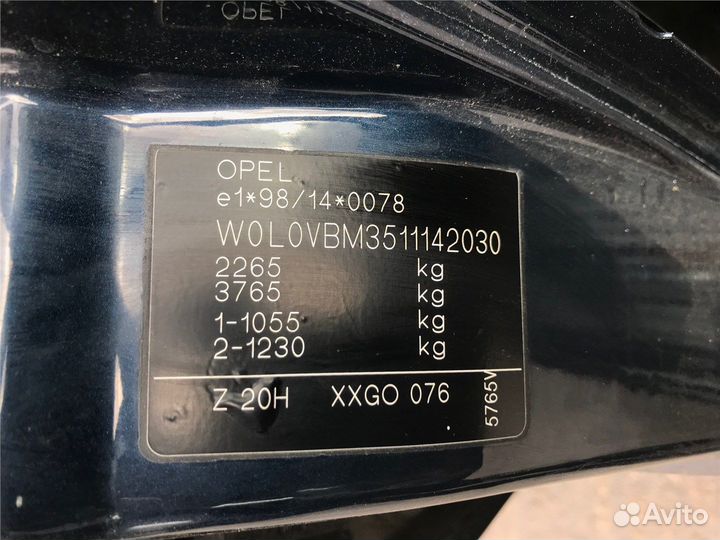 OPEL
OPEL
e1*98/14*0078
W0L0VBM3511142030
2265 kg
3765 kg
1-1055 kg
2-1230 kg
Z 20H XXGO 076
5765V
Avito